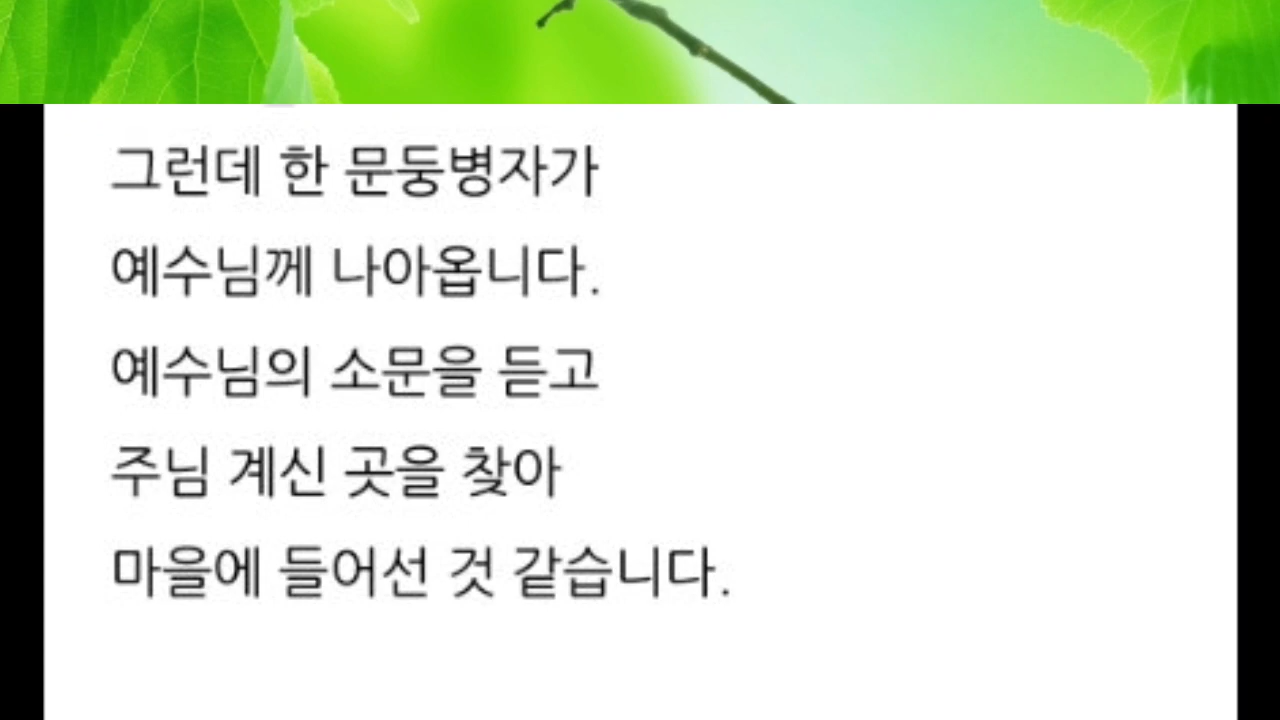 그런데 한 문둥병자가
예수님께 나아옵니다.
예수님의 소문을 듣고
주님 계신 곳을 찾아
마을에 들어선 것 같습니다.